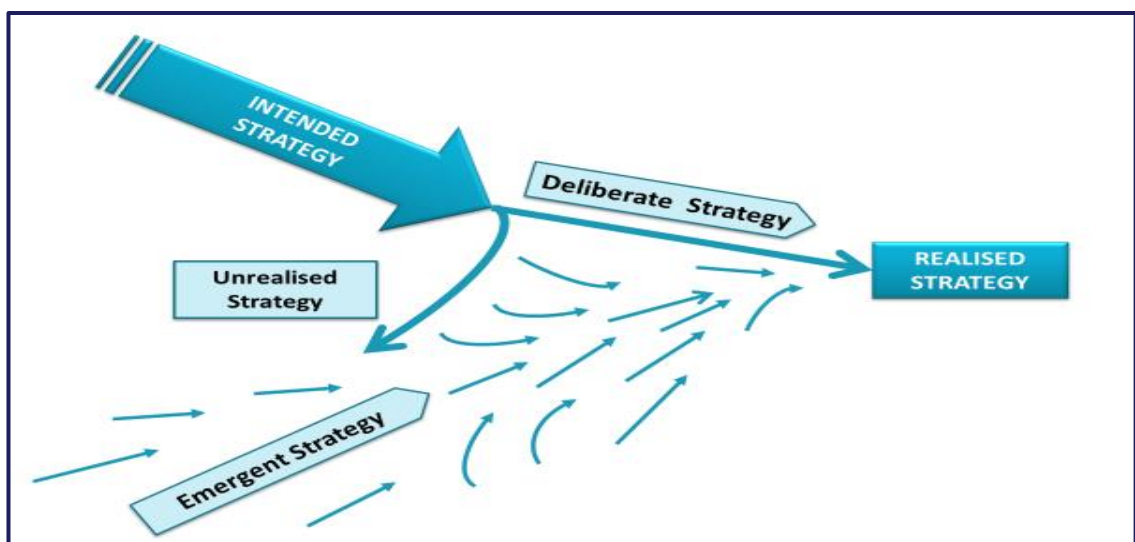 INTENDED
STRATEGY
Deliberate Strategy
Unrealised
Strategy
REALISED
STRATEGY
Emergent Strategy